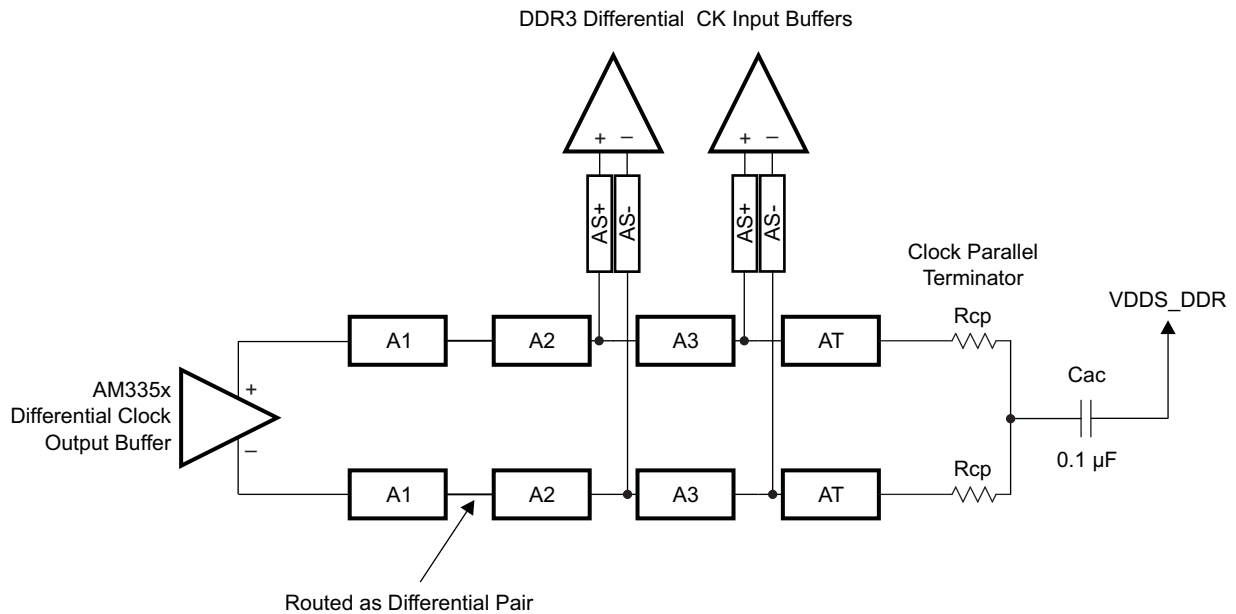 DDR3 Differential CK Input Buffers
+ −
+ −
AS+
AS-
AS+
AS-
Clock Parallel
Terminator
VDDS_DDR
A1
A2
A3
AT
Rcp
AM335x
Differential Clock
Output Buffer
+
−
Cac
0.1 µF
A1
A2
A3
AT
Rcp
Routed as Differential Pair